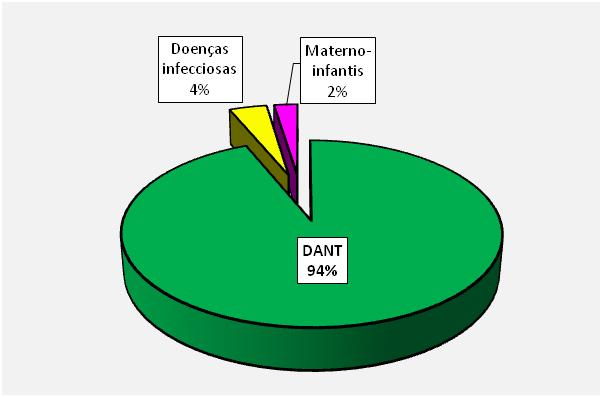 Doenças
infecciosas
4%
Materno-
infantis
2%
DANT
94%